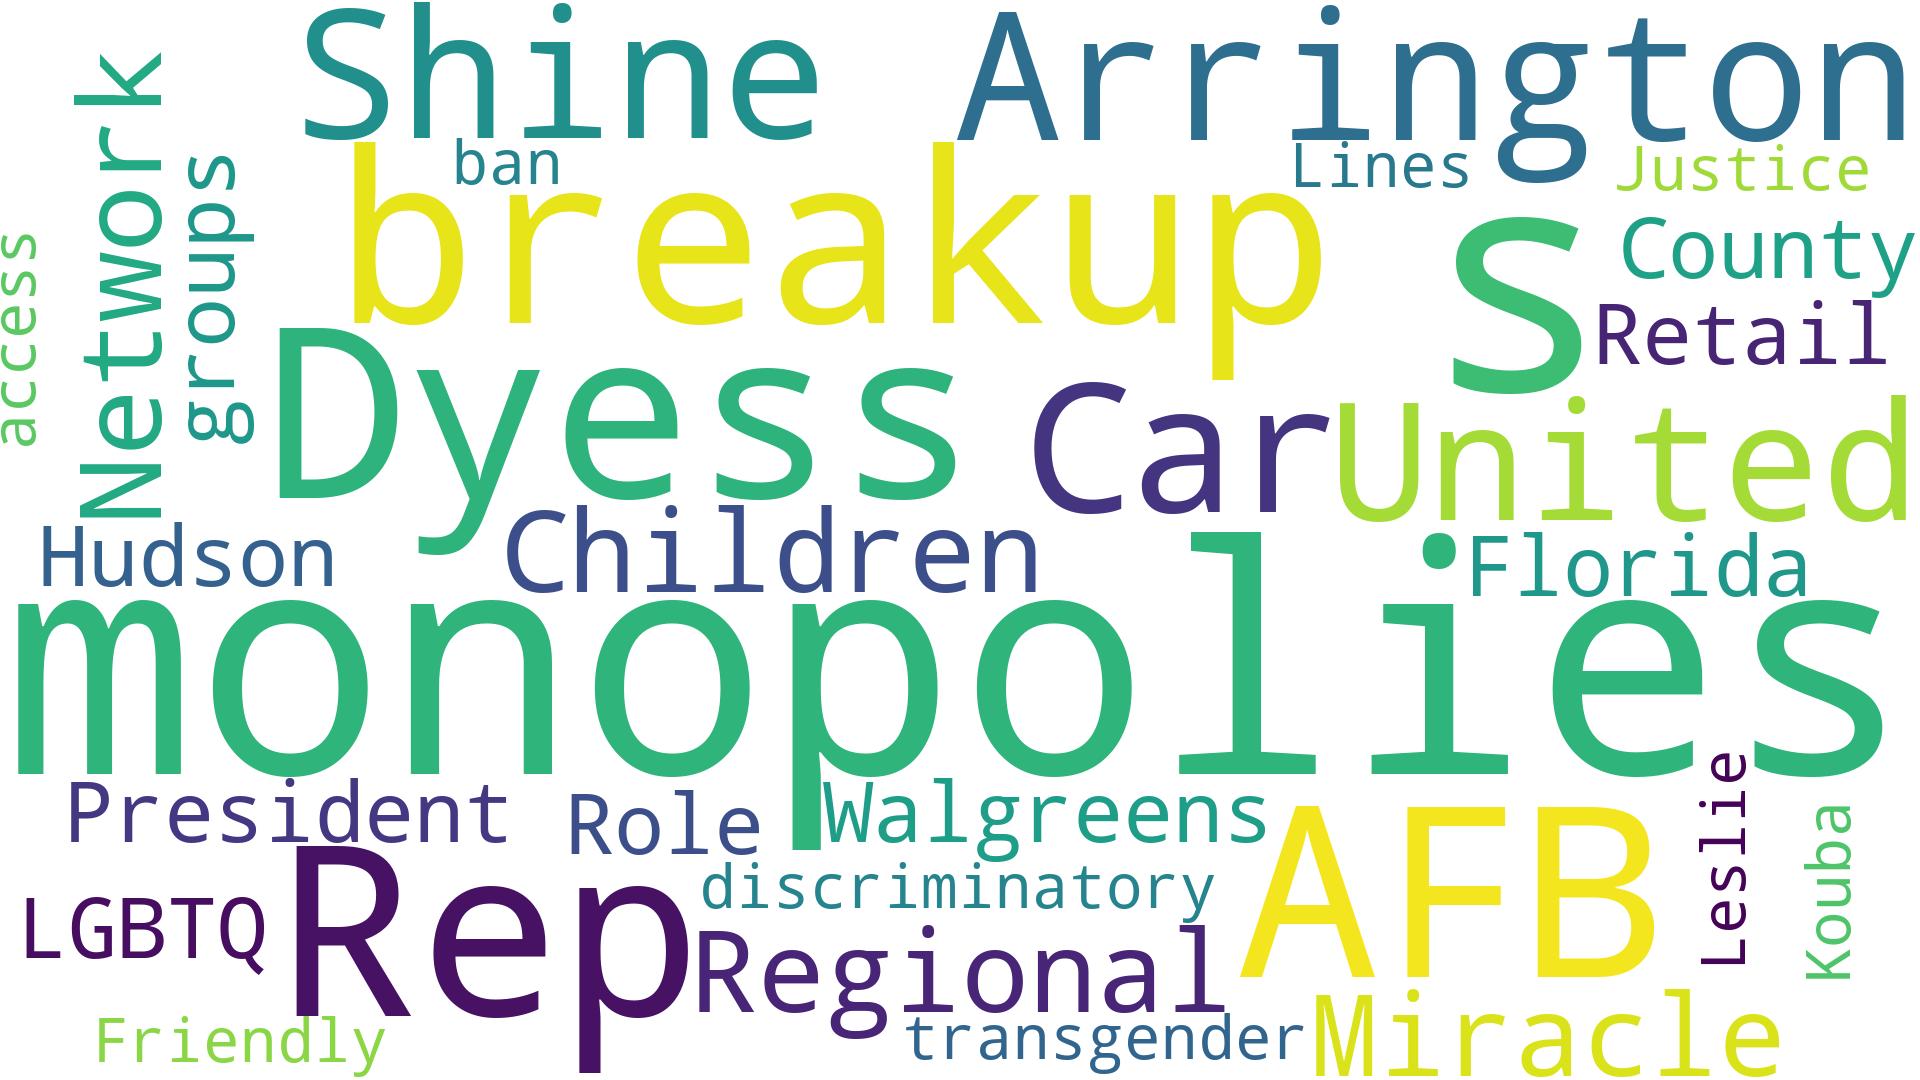 Shine
Arrington
Network
ban
Lines
Justice
groups
breakup
s
County
access
Retail
Dyess
Car
United
Hudson
Children
Florida
monopolies
President
Role
Walgreens
Leslie
Kouba
AFB
Rep
discriminatory
LGBTQ
Regional
Friendly
transgender
Miracle